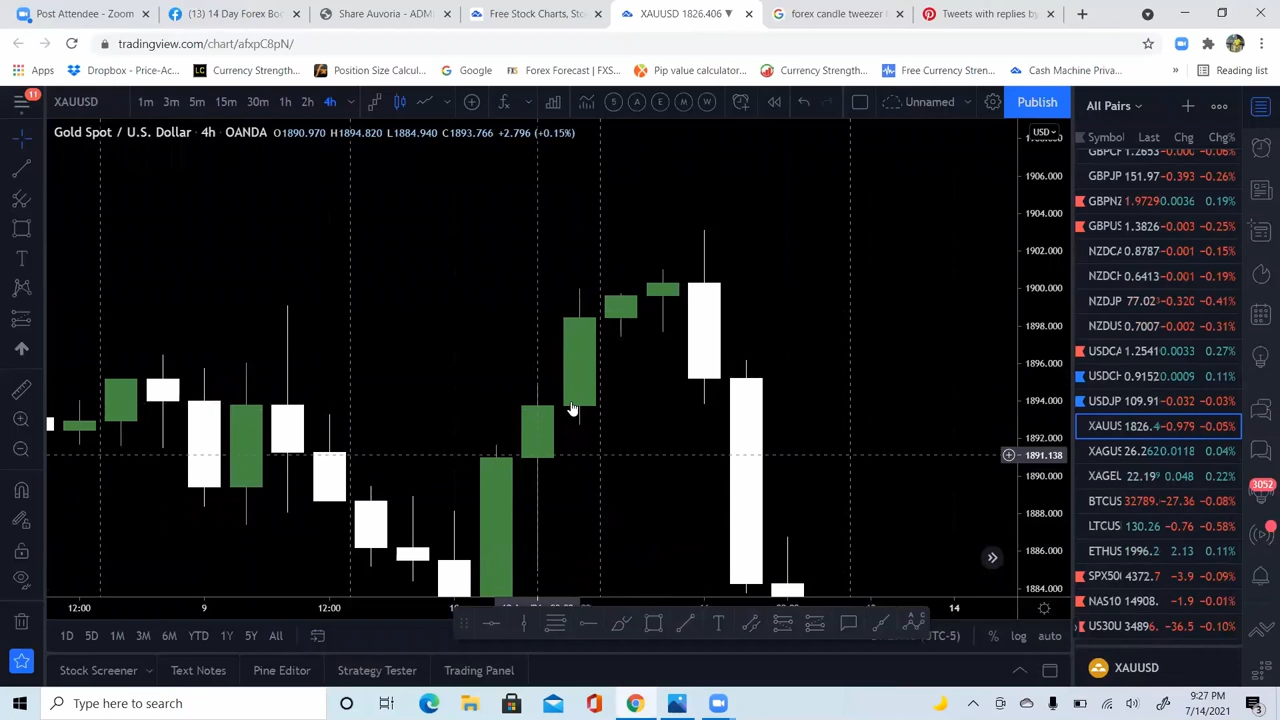 Post Attendee - Zoom
(13) 14 Day Forex Boo
Share Auvoria - ADM
Free Stock Charts, Sto
XAUUSD 1826.406 ▼
forex candle tweezer
Tweets with replies by
tradingview.com/chart/afxpC8pN/
Apps
Dropbox - Price-Ac...
Currency Strength...
Position Size Calcul...
Google
Forex Forecast | FXS...
Pip value calculator...
Currency Strength...
Free Currency Stren...
Cash Machine Priva...
»
Reading list
11
XAUUSD
1m 3m 5m 15m 30m 1h 2h 4h
5 A E M W
Unnamed
Publish
All Pairs
Gold Spot / U.S. Dollar · 4h · OANDA O1890.970 H1894.820 L1884.940 C1893.766 +2.796 (+0.15%)
USD
Symbol Last Chg Chg%
1906.000
1904.000
1902.000
1900.000
1898.000
1896.000
1894.000
1892.000
1891.138
1890.000
1888.000
1886.000
1884.000
GBPCF 1.2653 −0.000 −0.06%
GBPJP 151.97 −0.393 −0.26%
GBPNZ 1.9729 0.0036 0.19%
GBPUS 1.3826 −0.003 −0.25%
NZDCA 0.8787 −0.001 −0.15%
NZDCH 0.6413 −0.001 −0.19%
NZDJP 77.023 −0.320 −0.41%
NZDUS 0.7007 −0.002 −0.31%
USDCA 1.2541 0.0033 0.27%
USDCH 0.9152 0.0009 0.11%
USDJP 109.91 −0.032 −0.03%
XAUUS 1826.4 −0.979 −0.05%
XAGUS 26.262 0.0118 0.04%
XAGEL 22.199 0.048 0.22%
BTCUS 32789. −27.36 −0.08%
LTCUS 130.26 −0.76 −0.58%
ETHUS 1996.2 2.13 0.11%
SPX50 4372.7 −3.9 −0.09%
NAS10 14908. −1.9 −0.01%
US30U 34896. −36.5 −0.10%
3052
12:00 9 12:00 14
1D 5D 1M 3M 6M YTD 1Y 5Y All
(UTC-5)
% log auto
Stock Screener
Text Notes
Pine Editor
Strategy Tester
Trading Panel
XAUUSD
Type here to search
9:27 PM
7/14/2021
3